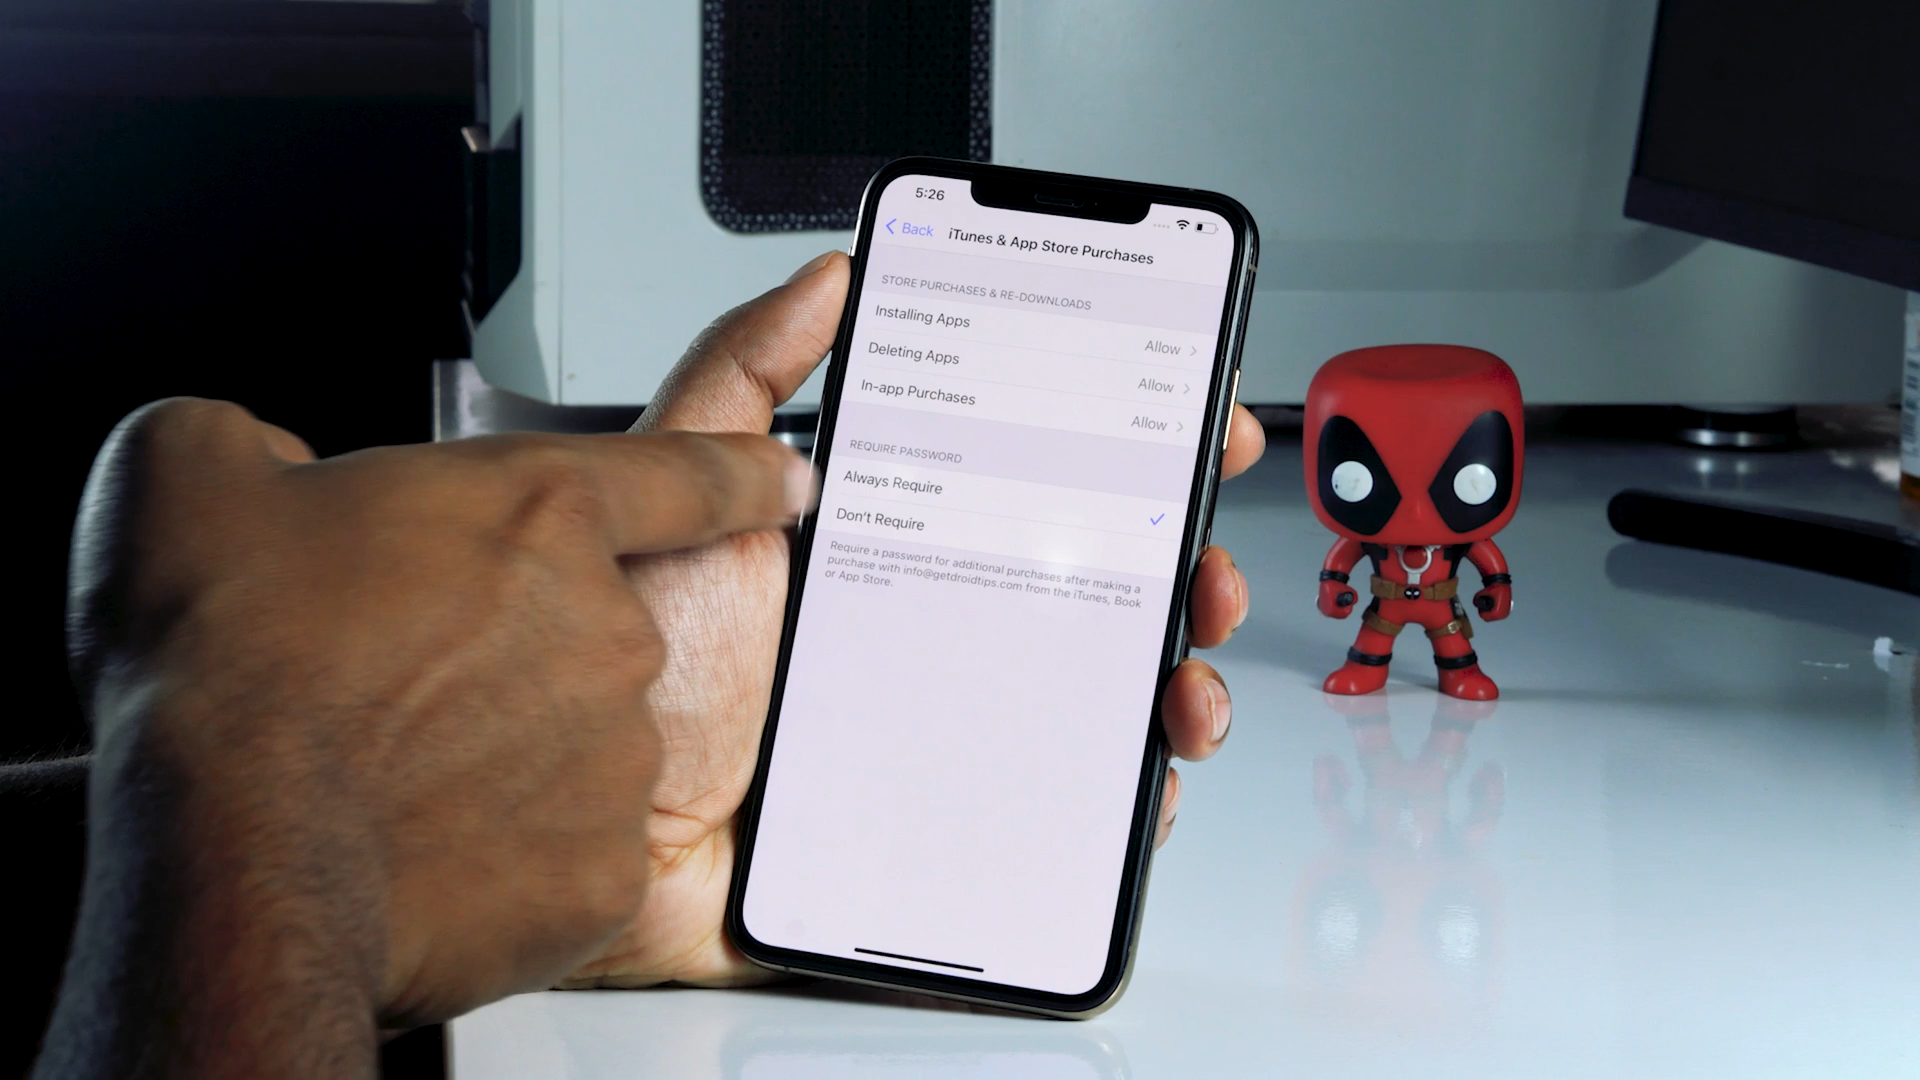 5:26
Back
iTunes & App Store Purchases
STORE PURCHASES & RE-DOWNLOADS
Installing Apps
Allow
Deleting Apps
Allow
In-app Purchases
Allow
REQUIRE PASSWORD
Always Require
Don't Require
Require a password for additional purchases after making a
purchase with info@getdroidtips.com from the iTunes, Book
or App Store.